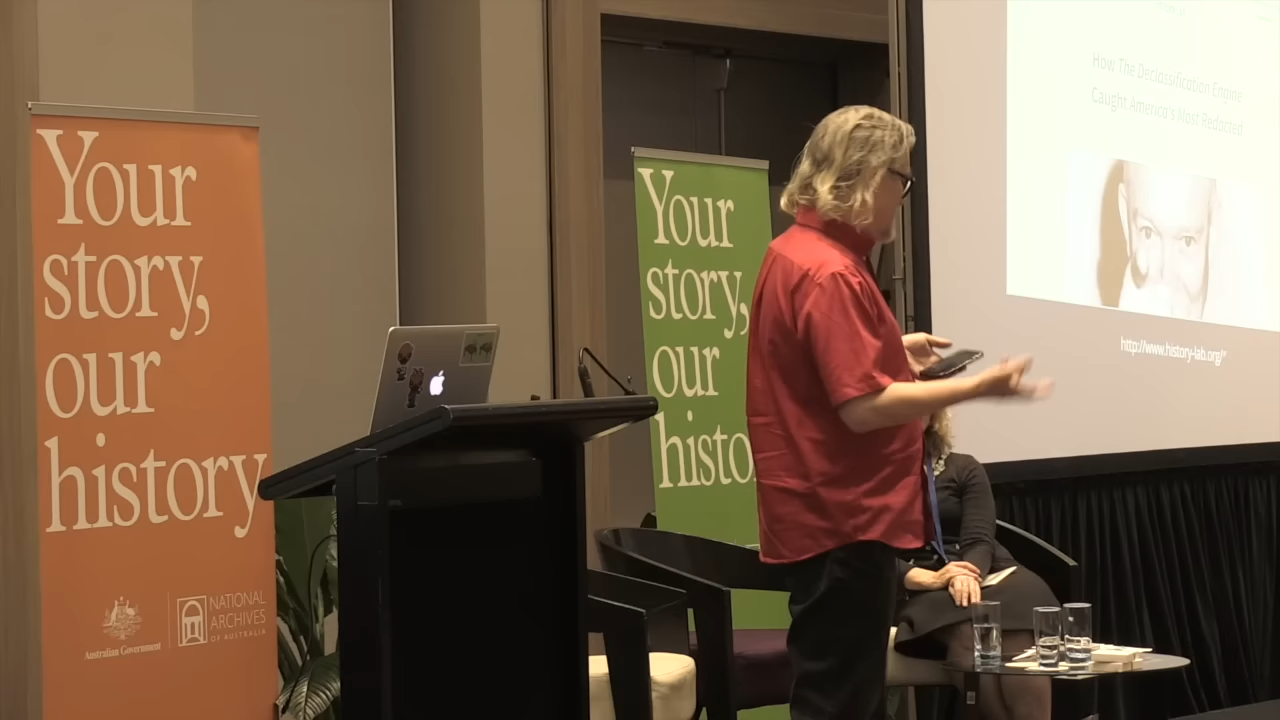 Your
story,
our
history
Australian Government
NATIONAL
ARCHIVES
OF AUSTRALIA
Your
story,
our
histo
How The Declassification Engine
Caught America's Most Redacted
http://www.history-lab.org/*